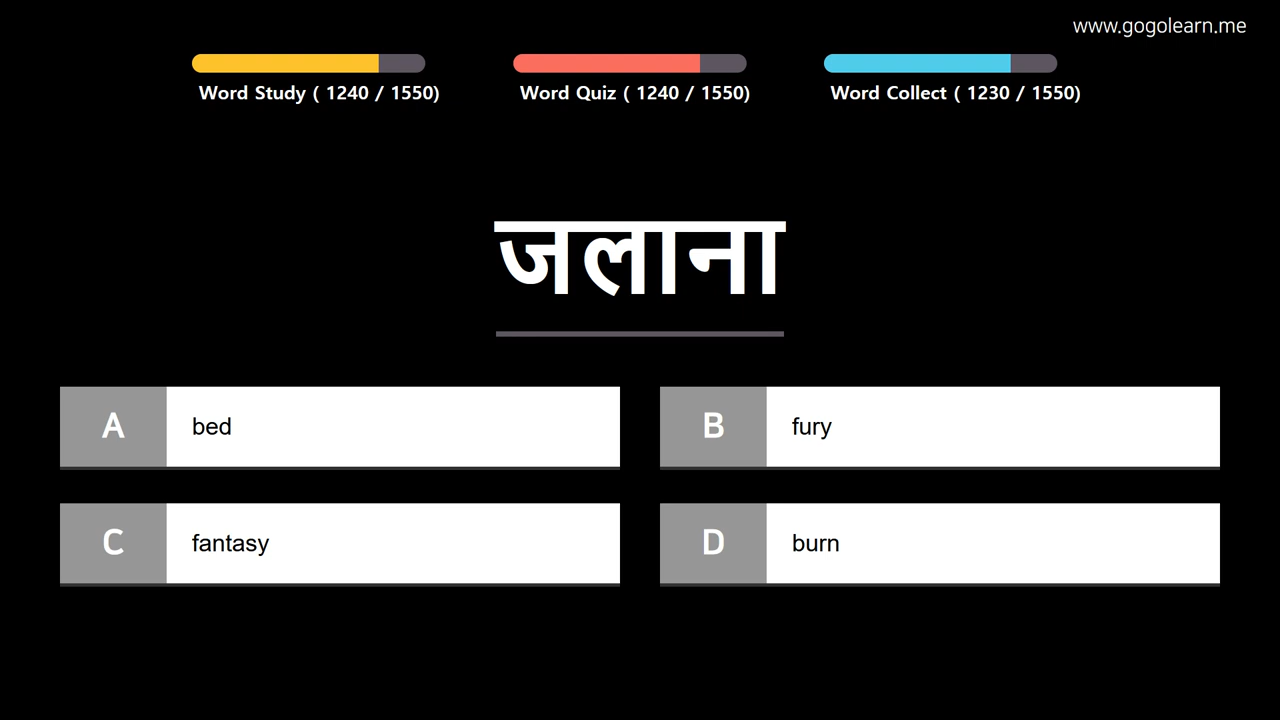 www.gogolearn.me
Word Study ( 1240 / 1550)
Word Quiz ( 1240 / 1550)
Word Collect ( 1230 / 1550)
जलाना
A bed
B fury
C fantasy
D burn